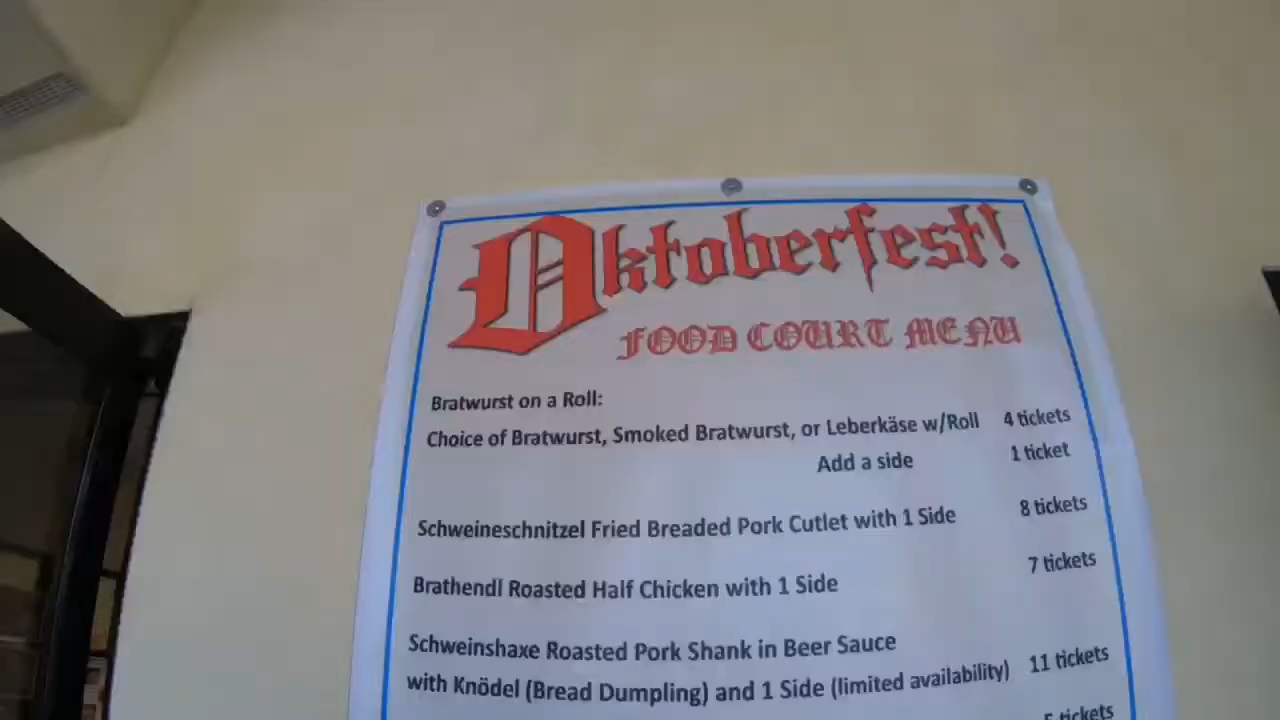 Oktoberfest!
FOOD COURT MENU
Bratwurst on a Roll:
Choice of Bratwurst, Smoked Bratwurst, or Leberkäse w/Roll 4 tickets
Add a side 1 ticket
Schweineschnitzel Fried Breaded Pork Cutlet with 1 Side 8 tickets
Brathendl Roasted Half Chicken with 1 Side 7 tickets
Schweinshaxe Roasted Pork Shank in Beer Sauce
with Knödel (Bread Dumpling) and 1 Side (limited availability) 11 tickets
tickets